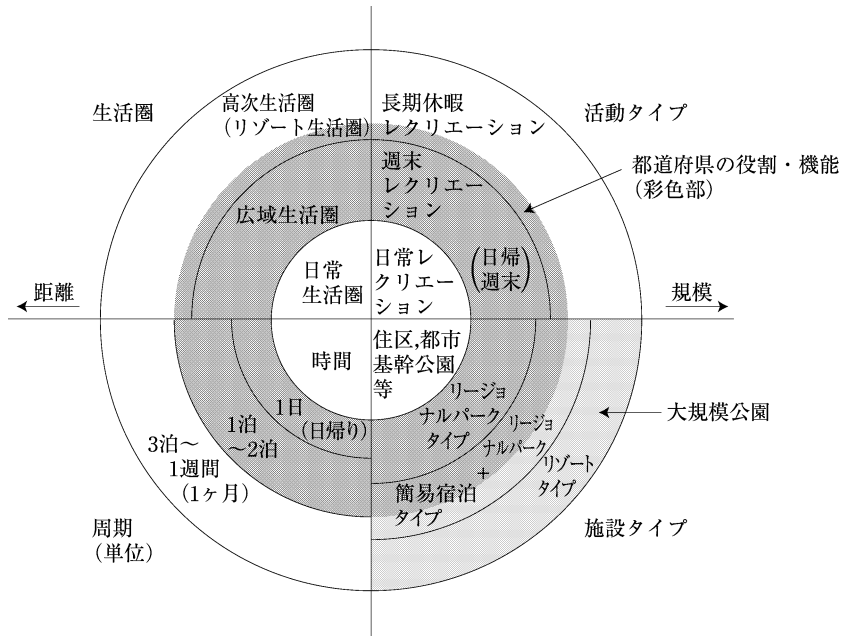 生活圏
高次生活圏
(リゾート生活圏)
長期休暇
レクリエーション
活動タイプ
週末
レクリエー
ション
都道府県の役割・機能
(彩色部)
広域生活圏
日常
生活圏
日常レ
クリエー
ション
(日帰
週末)
距離
規模
時間
住区,都市
基幹公園
等
1日
(日帰り)
1泊
~2泊
3泊~
1週間
(1ヶ月)
リージョ
ナルパーク
タイプ
リージョ
ナルパーク
+
簡易宿泊
タイプ
リゾート
タイプ
大規模公園
周期
(単位)
施設タイプ